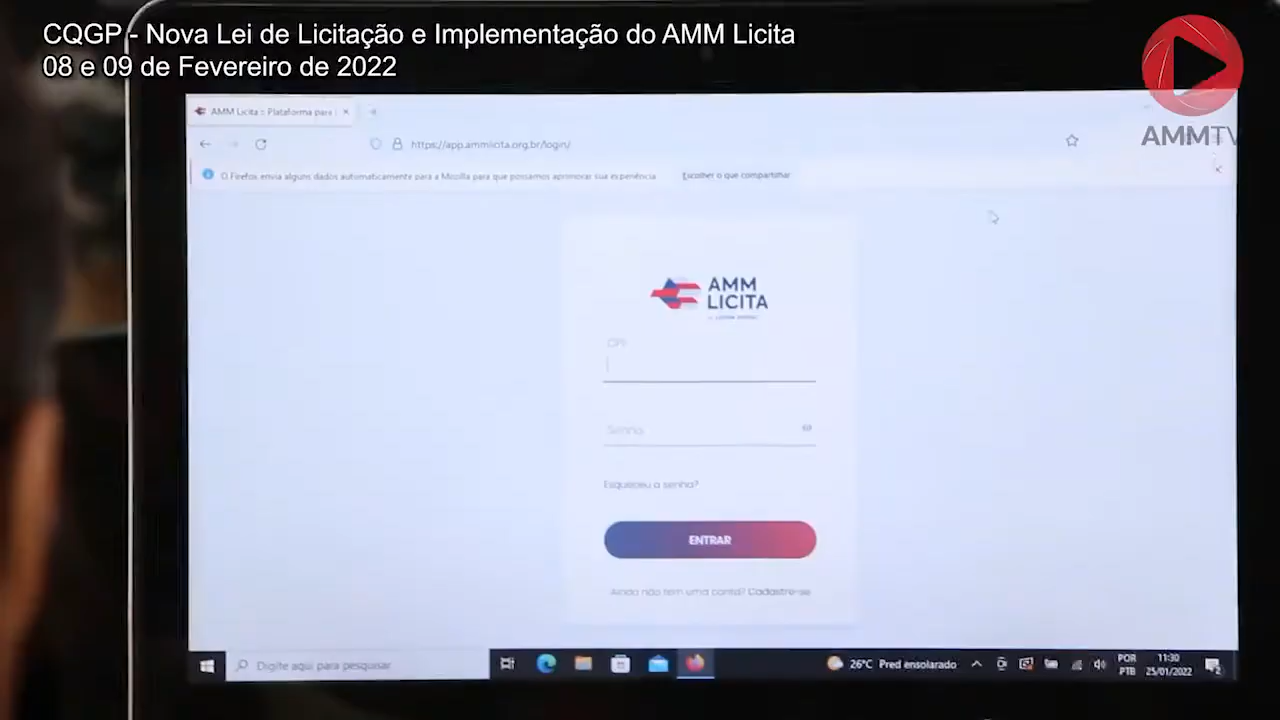 CQGP - Nova Lei de Licitação e Implementação do AMM Licita
08 e 09 de Fevereiro de 2022
AMMTV
AMM Licita :: Plataforma para
https://app.ammlicita.org.br/login/
O Firefox envia alguns dados automaticamente para a Mozilla para que possamos aprimorar sua experiência
Escolher o que compartilhar
AMM
LICITA
CPF
Senha
Esqueceu a senha?
ENTRAR
Ainda não tem uma conta? Cadastre-se
Digite aqui para pesquisar
26°C Pred ensolarado
POR
PTB
11:30
25/01/2022
2